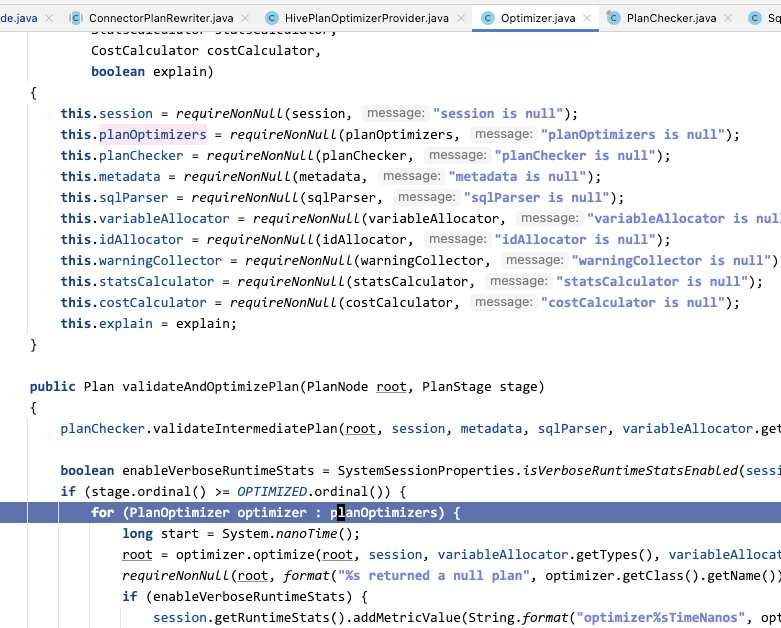 de.java ConnectorPlanRewriter.java HivePlanOptimizerProvider.java Optimizer.java PlanChecker.java Sq
StatsCalculator statsCalculator,
CostCalculator costCalculator,
boolean explain)
{
this.session = requireNonNull(session, message: "session is null");
this.planOptimizers = requireNonNull(planOptimizers, message: "planOptimizers is null");
this.planChecker = requireNonNull(planChecker, message: "planChecker is null");
this.metadata = requireNonNull(metadata, message: "metadata is null");
this.sqlParser = requireNonNull(sqlParser, message: "sqlParser is null");
this.variableAllocator = requireNonNull(variableAllocator, message: "variableAllocator is nul
this.idAllocator = requireNonNull(idAllocator, message: "idAllocator is null");
this.warningCollector = requireNonNull(warningCollector, message: "warningCollector is null")
this.statsCalculator = requireNonNull(statsCalculator, message: "statsCalculator is null");
this.costCalculator = requireNonNull(costCalculator, message: "costCalculator is null");
this.explain = explain;
}
public Plan validateAndOptimizePlan(PlanNode root, PlanStage stage)
{
planChecker.validateIntermediatePlan(root, session, metadata, sqlParser, variableAllocator.get
boolean enableVerboseRuntimeStats = SystemSessionProperties.isVerboseRuntimeStatsEnabled(sessi
if (stage.ordinal() >= OPTIMIZED.ordinal()) {
for (PlanOptimizer optimizer : planOptimizers) {
long start = System.nanoTime();
root = optimizer.optimize(root, session, variableAllocator.getTypes(), variableAllocat
requireNonNull(root, format("%s returned a null plan", optimizer.getClass().getName())
if (enableVerboseRuntimeStats) {
session.getRuntimeStats().addMetricValue(String.format("optimizer%sTimeNanos", opt